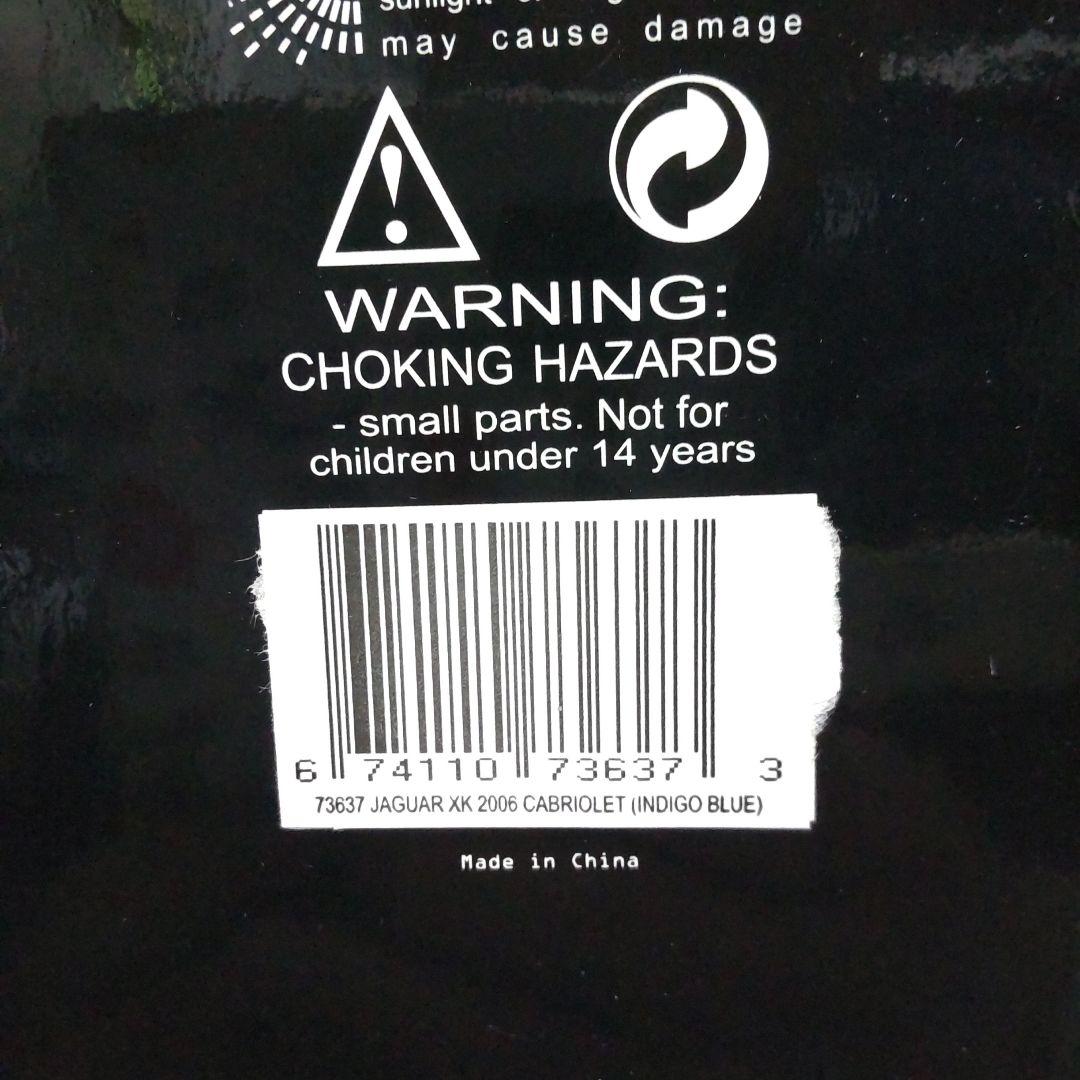 may cause damage
WARNING:
CHOKING HAZARDS
- small parts. Not for
children under 14 years
6 74110 73637 3
73637 JAGUAR XK 2006 CABRIOLET (INDIGO BLUE)
Made in China